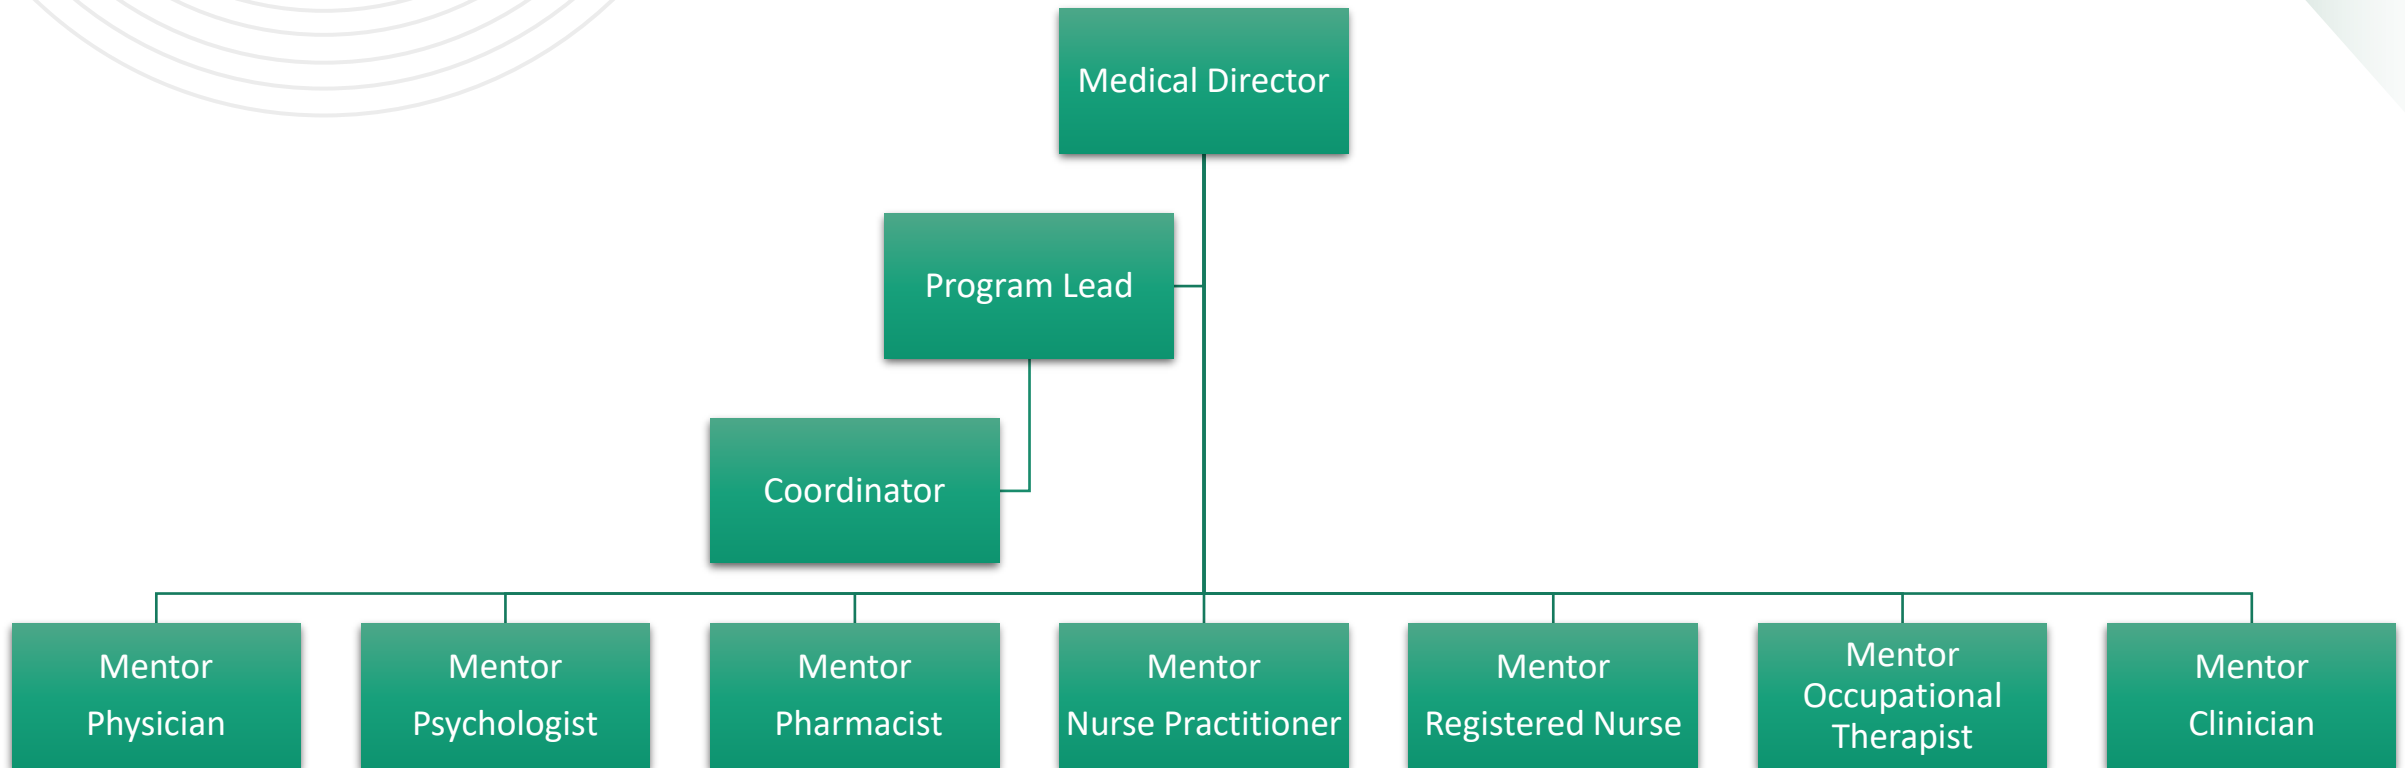 Medical Director
Program Lead
Coordinator
Mentor
Physician
Mentor
Psychologist
Mentor
Pharmacist
Mentor
Nurse Practitioner
Mentor
Registered Nurse
Mentor
Occupational
Therapist
Mentor
Clinician